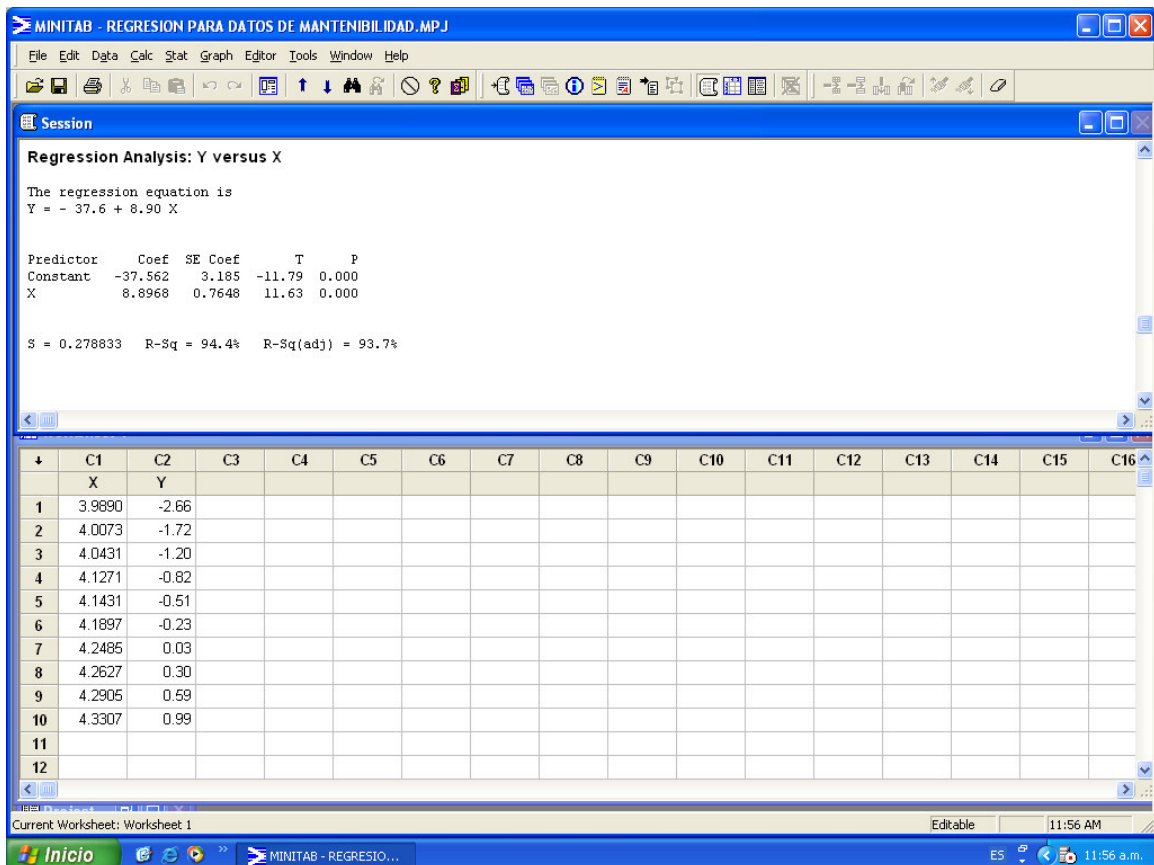 MINITAB - REGRESION PARA DATOS DE MANTENIBILIDAD.MPJ
File Edit Data Calc Stat Graph Editor Tools Window Help
Session
Regression Analysis: Y versus X
The regression equation is
Y = - 37.6 + 8.90 X
Predictor Coef SE Coef T P
Constant -37.562 3.185 -11.79 0.000
X 8.8968 0.7648 11.63 0.000
S = 0.278833 R-Sq = 94.4% R-Sq(adj) = 93.7%
C1 C2 C3 C4 C5 C6 C7 C8 C9 C10 C11 C12 C13 C14 C15 C16
X Y
1 3.9890 -2.66
2 4.0073 -1.72
3 4.0431 -1.20
4 4.1271 -0.82
5 4.1431 -0.51
6 4.1897 -0.23
7 4.2485 0.03
8 4.2627 0.30
9 4.2905 0.59
10 4.3307 0.99
11
12
Current Worksheet: Worksheet 1 Editable 11:56 AM
Inicio MINITAB - REGRESIO... ES 11:56 a.m.